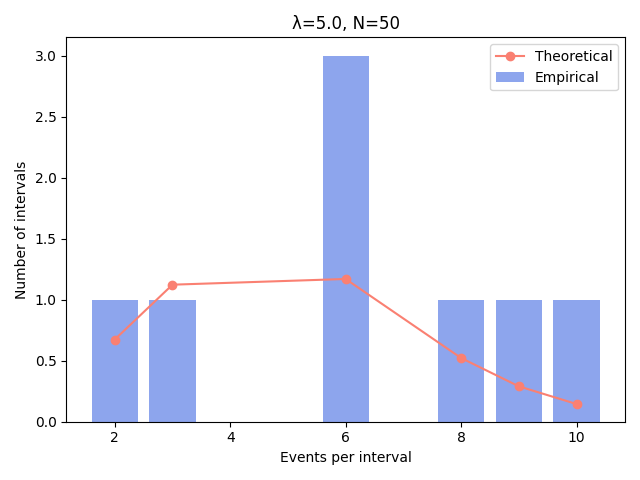 λ=5.0, N=50
Theoretical
Empirical
Number of intervals
3.0
2.5
2.0
1.5
1.0
0.5
0.0
2 4 6 8 10
Events per interval